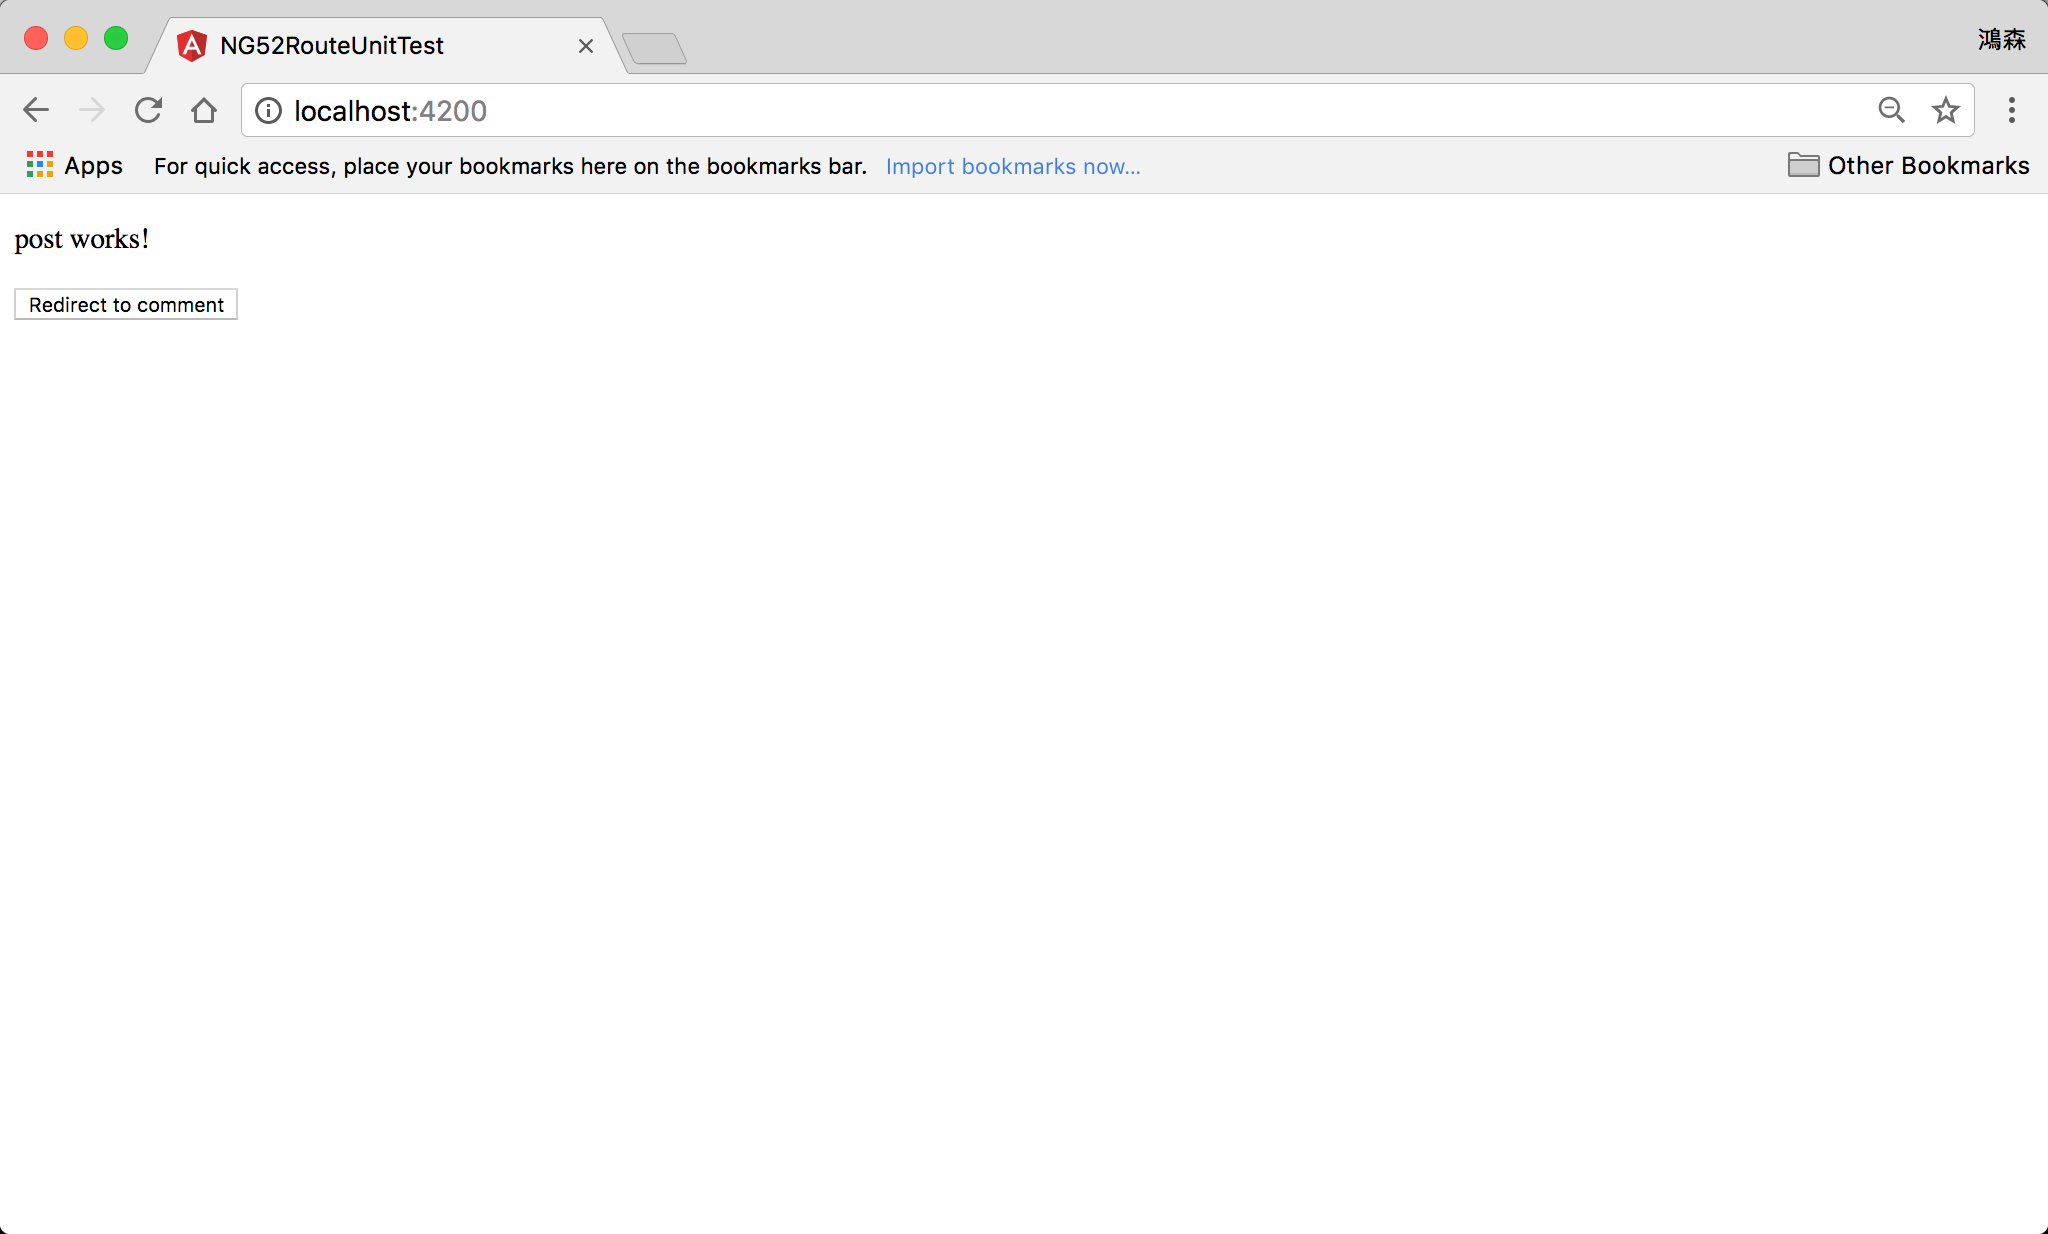 NG52RouteUnitTest
鴻森
localhost:4200
Apps For quick access, place your bookmarks here on the bookmarks bar. Import bookmarks now... Other Bookmarks
post works!
Redirect to comment